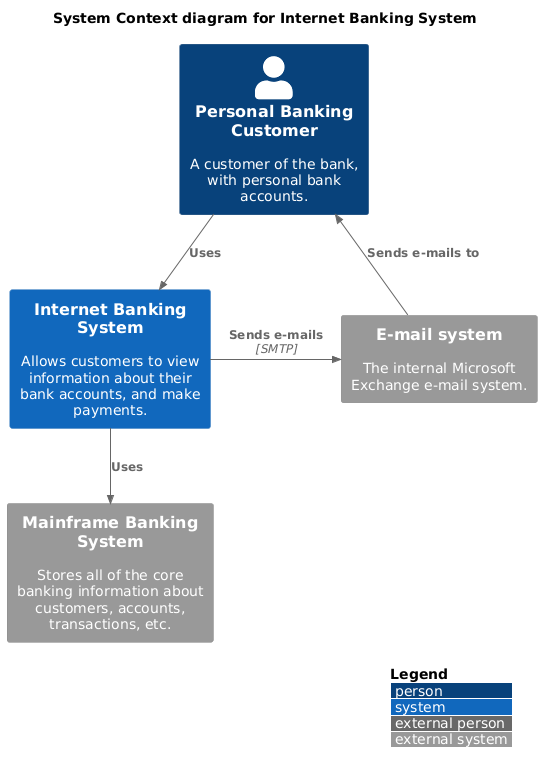 System Context diagram for Internet Banking System
Personal Banking
Customer
A customer of the bank,
with personal bank
accounts.
Uses
Sends e-mails to
Internet Banking
System
Allows customers to view
information about their
bank accounts, and make
payments.
Sends e-mails
[SMTP]
E-mail system
The internal Microsoft
Exchange e-mail system.
Uses
Mainframe Banking
System
Stores all of the core
banking information about
customers, accounts,
transactions, etc.
Legend
person
system
external person
external system